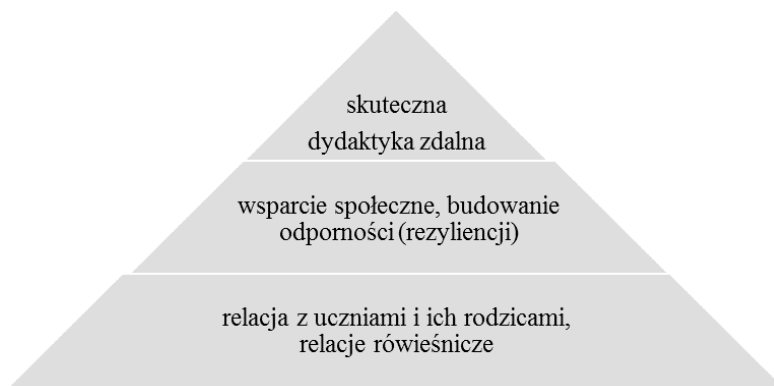 skuteczna
dydaktyka zdalna
wsparcie społeczne, budowanie
odporności (rezyliencji)
relacja z uczniami i ich rodzicami,
relacje rówieśnicze